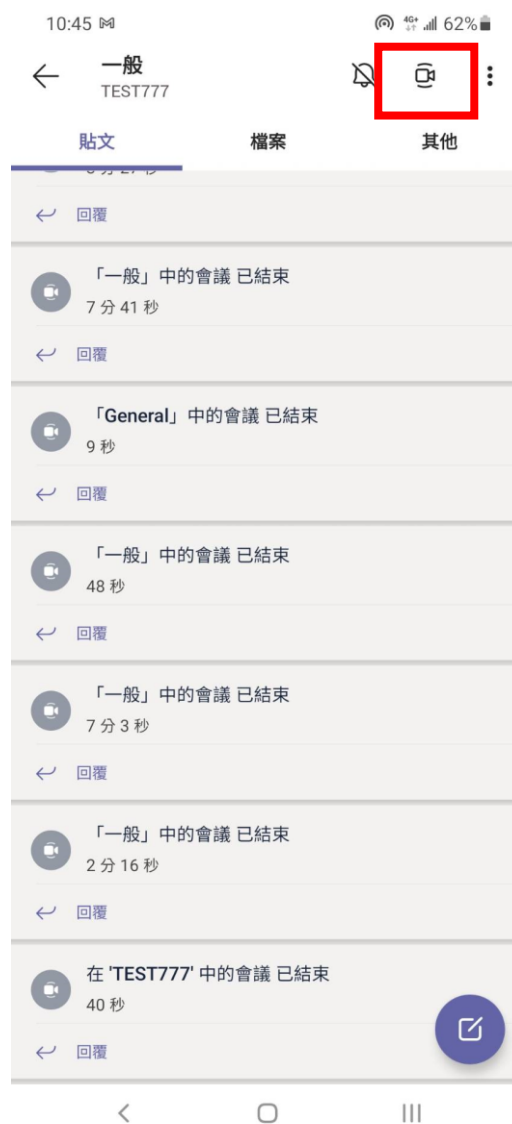 10:45 4G+ 62%
一般
TEST777
貼文 檔案 其他
回覆
「一般」中的會議 已結束
7 分 41 秒
回覆
「General」中的會議 已結束
9 秒
回覆
「一般」中的會議 已結束
48 秒
回覆
「一般」中的會議 已結束
7 分 3 秒
回覆
「一般」中的會議 已結束
2 分 16 秒
回覆
在 'TEST777' 中的會議 已結束
40 秒
回覆